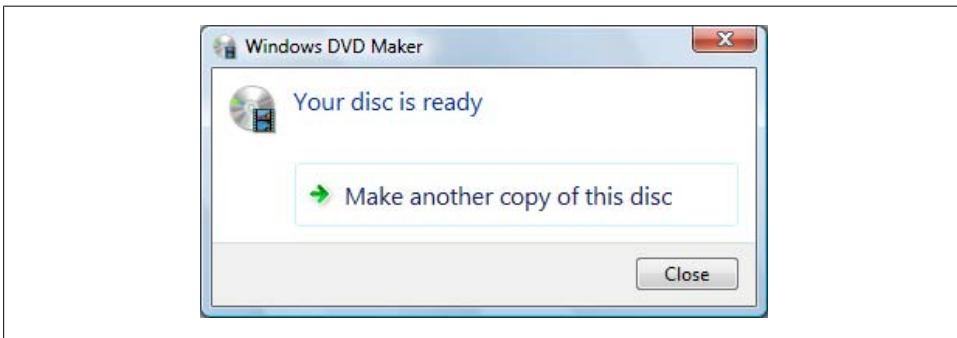 Windows DVD Maker
Your disc is ready
Make another copy of this disc
Close